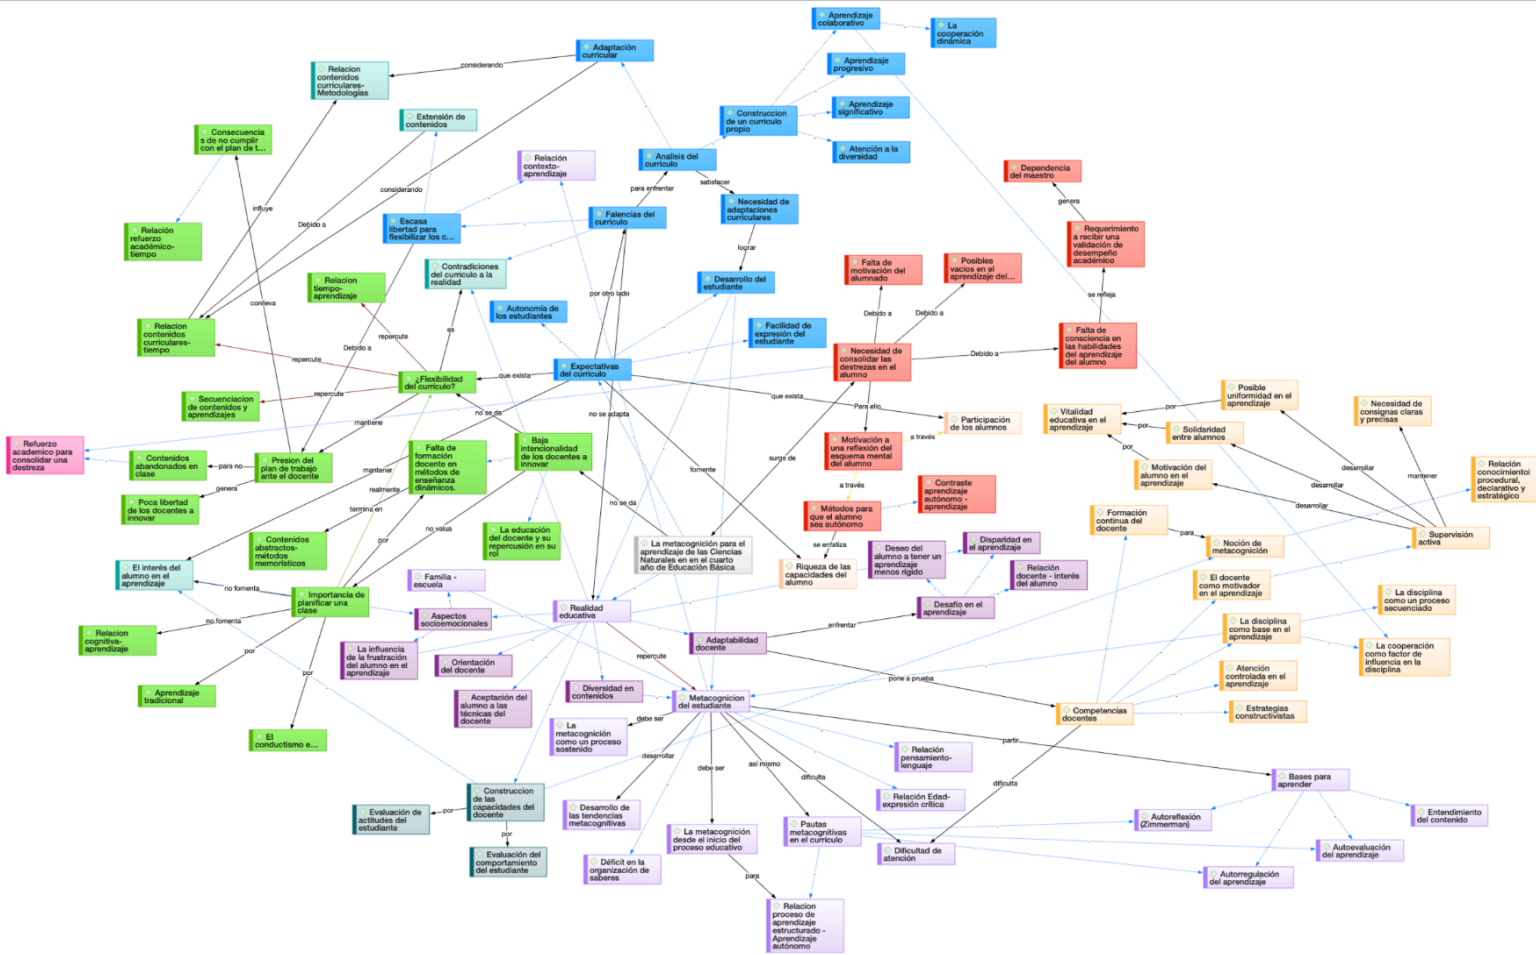 Aprendizaje
colaborativo
La
cooperación
dinámica
Adaptación
curricular
considerando
Relacion
contenidos
curriculares-
Metodologías
Aprendizaje
progresivo
Aprendizaje
significativo
Construccion
de un curriculo
propio
Atención a la
diversidad
Extensión de
contenidos
Consecuencia
s de no cumplir
con el plan de t...
Relación
contexto-
aprendizaje
Analisis del
curriculo
satisfacer
para enfrentar
considerando
Dependencia
del maestro
genera
Necesidad de
adaptaciones
curriculares
influye
Debido a
Escasa
libertad para
flexibilizar los c...
Falencias del
curriculo
Relación
refuerzo
académico-
tiempo
Requerimiento
a recibir una
validación de
desempeño
académico
lograr
Contradiciones
del curriculo a la
realidad
Falta de
motivación del
alumnado
Posibles
vacios en el
aprendizaje del...
Relacion
tiempo-
aprendizaje
Desarrollo del
estudiante
por otro lado
se refleja
conlleva
Autonomía de
los estudiantes
Debido a
Debido a
Relacion
contenidos
curriculares-
tiempo
es
repercute
Facilidad de
expresión del
estudiante
Falta de
consciencia en
las habilidades
del aprendizaje
del alumno
Debido a
repercute
Necesidad de
consolidar las
destrezas en el
alumno
Debido a
Expectativas
del curriculo
que exista
¿Flexibilidad
del currículo?
repercute
Secuenciacion
de contenidos y
aprendizajes
que exista
Para ello
no se da
no se adapta
mantiene
Participación
de los alumnos
Posible
uniformidad en el
aprendizaje
por
Necesidad de
consignas claras
y precisas
Vitalidad
educativa en el
aprendizaje
por
Solidaridad
entre alumnos
por
Refuerzo
academico para
consolidar una
destreza
Contenidos
abandonados en
clase
para no
Presion del
plan de trabajo
ante el docente
Falta de
formación
docente en
métodos de
enseñanza
dinámicos.
Baja
intencionalidad
de los docentes a
innovar
Motivación a
una reflexión del
esquema mental
del alumno
a través
mantener
realmente
surge de
fomente
Motivación del
alumno en el
aprendizaje
desarrollar
mantener
desarrollar
desarrollar
Relación
conocimientoi
procedural,
declarativo y
estratégico
genera
Poca libertad
de los docentes a
innovar
a través
Contraste
aprendizaje
autónomo -
aprendizaje
Métodos para
que el alumno
sea autónomo
termina en
no se da
no valua
por
se enfatiza
Formación
continua del
docente
para
Noción de
metacognición
Supervisión
activa
Contenidos
abstractos-
métodos
memorísticos
La educación
del docente y su
repercusión en su
rol
La metacognición para el
aprendizaje de las Ciencias
Naturales en en el cuarto
año de Educación Básica
Deseo del
alumno a tener un
aprendizaje
menos rígido
Disparidad en
el aprendizaje
El interés del
alumno en el
aprendizaje
no fomenta
Familia -
escuela
Riqueza de las
capacidades del
alumno
Relación
docente - interés
del alumno
El docente
como motivador
en el aprendizaje
Importancia de
planificar una
clase
Aspectos
socioemocionales
Realidad
educativa
Desafío en el
aprendizaje
enfrentar
La disciplina
como un proceso
secuenciado
no fomenta
Relacion
cognitiva-
aprendizaje
La disciplina
como base en el
aprendizaje
Adaptabilidad
docente
La influencia
de la frustración
del alumno en el
aprendizaje
Orientación
del docente
repercute
La cooperación
como factor de
influencia en la
disciplina
por
por
pone a prueba
Atención
controlada en el
aprendizaje
Aprendizaje
tradicional
Aceptación del
alumno a las
técnicas del
docente
Diversidad en
contenidos
Metacognicion
del estudiante
Competencias
docentes
Estrategias
constructivistas
debe ser
La
metacognición
como un proceso
sostenido
El
conductismo e...
desarrollar
debe ser
así mismo
dificulta
partir
Relación
pensamiento-
lenguaje
dificulta
Bases para
aprender
Construccion
de las
capacidades del
docente
por
Evaluación de
actitudes del
estudiante
por
Desarrollo de
las tendencias
metacognitivas
Relación Edad-
expresión crítica
Autoreflexión
(Zimmerman)
Entendimiento
del contenido
La metacognición
desde el inicio del
proceso educativo
Pautas
metacognitivas
en el currículo
Dificultad de
atención
Autoevaluación
del aprendizaje
Evaluación del
comportamiento
del estudiante
Déficit en la
organización de
saberes
para
Autorregulación
del aprendizaje
Relacion
proceso de
aprendizaje
estructurado -
Aprendizaje
autónomo